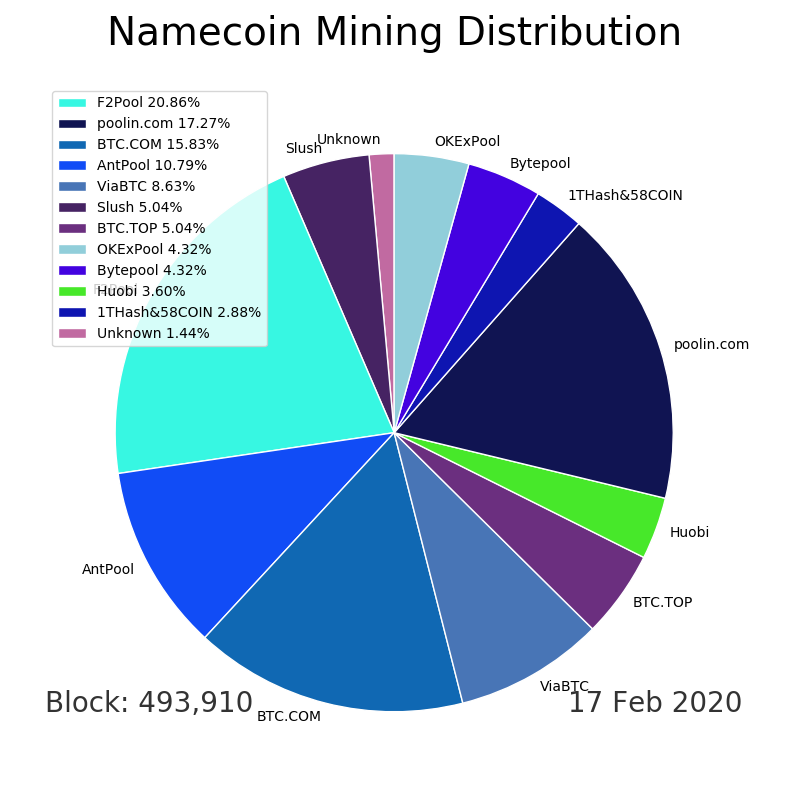 Namecoin Mining Distribution
F2Pool 20.86%
poolin.com 17.27%
BTC.COM 15.83%
AntPool 10.79%
ViaBTC 8.63%
Slush 5.04%
BTC.TOP 5.04%
OKExPool 4.32%
Bytepool 4.32%
Huobi 3.60%
1THash&58COIN 2.88%
Unknown 1.44%
Unknown
OKExPool
Slush
Bytepool
1THash&58COIN
F2Pool
poolin.com
Huobi
AntPool
BTC.TOP
ViaBTC
BTC.COM
Block: 493,910
17 Feb 2020